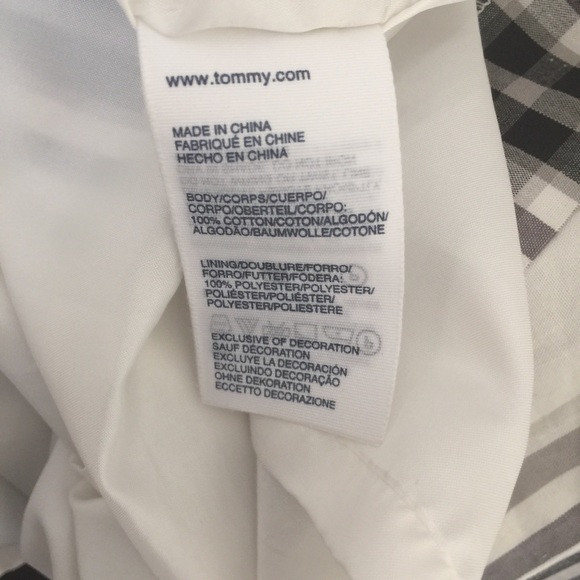 www.tommy.com
MADE IN CHINA
FABRIQUÉ EN CHINE
HECHO EN CHINA
BODY/CORPS/CUERPO/
CORPO/OBERTEIL/CORPO:
100% COTTON/COTON/ALGODÓN/
ALGODÃO/BAUMWOLLE/COTONE
LINING/DOUBLURE/FORRO/
FORRO/FUTTER/FODERA:
100% POLYESTER/POLYESTER/
POLIÉSTER/POLIÉSTER/
POLYESTER/POLIESTERE
EXCLUSIVE OF DECORATION
SAUF DÉCORATION
EXCLUYE LA DECORACIÓN
EXCLUINDO DECORAÇÃO
OHNE DEKORATION
ECCETTO DECORAZIONE